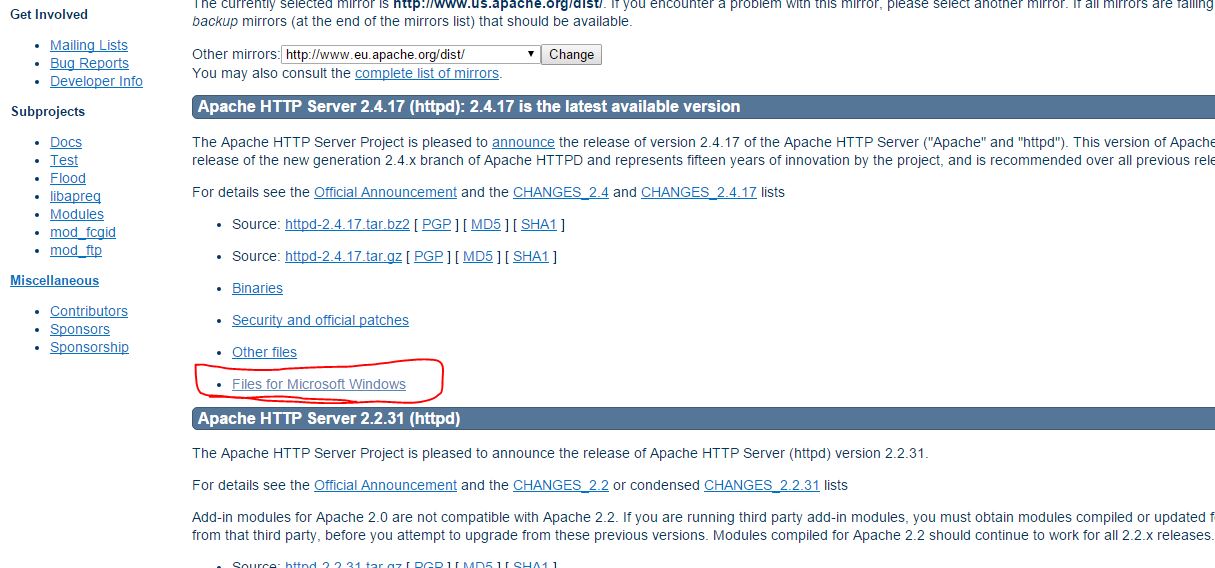 Get Involved
Mailing Lists
Bug Reports
Developer Info
Subprojects
Docs
Test
Flood
libapreq
Modules
mod_fcgid
mod_ftp
Miscellaneous
Contributors
Sponsors
Sponsorship
The currently selected mirror is http://www.us.apache.org/dist/. If you encounter a problem with this mirror, please select another mirror. If all mirrors are failing
backup mirrors (at the end of the mirrors list) that should be available.
Other mirrors: http://www.eu.apache.org/dist/ Change
You may also consult the complete list of mirrors.
Apache HTTP Server 2.4.17 (httpd): 2.4.17 is the latest available version
The Apache HTTP Server Project is pleased to announce the release of version 2.4.17 of the Apache HTTP Server ("Apache" and "httpd"). This version of Apache
release of the new generation 2.4.x branch of Apache HTTPD and represents fifteen years of innovation by the project, and is recommended over all previous rele
For details see the Official Announcement and the CHANGES_2.4 and CHANGES_2.4.17 lists
Source: httpd-2.4.17.tar.bz2 [ PGP ] [ MD5 ] [ SHA1 ]
Source: httpd-2.4.17.tar.gz [ PGP ] [ MD5 ] [ SHA1 ]
Binaries
Security and official patches
Other files
Files for Microsoft Windows
Apache HTTP Server 2.2.31 (httpd)
The Apache HTTP Server Project is pleased to announce the release of Apache HTTP Server (httpd) version 2.2.31.
For details see the Official Announcement and the CHANGES_2.2 or condensed CHANGES_2.2.31 lists
Add-in modules for Apache 2.0 are not compatible with Apache 2.2. If you are running third party add-in modules, you must obtain modules compiled or updated f
from that third party, before you attempt to upgrade from these previous versions. Modules compiled for Apache 2.2 should continue to work for all 2.2.x releases.
Source: httpd-2.2.31.tar.gz [ PGP ] [ MD5 ] [ SHA1 ]